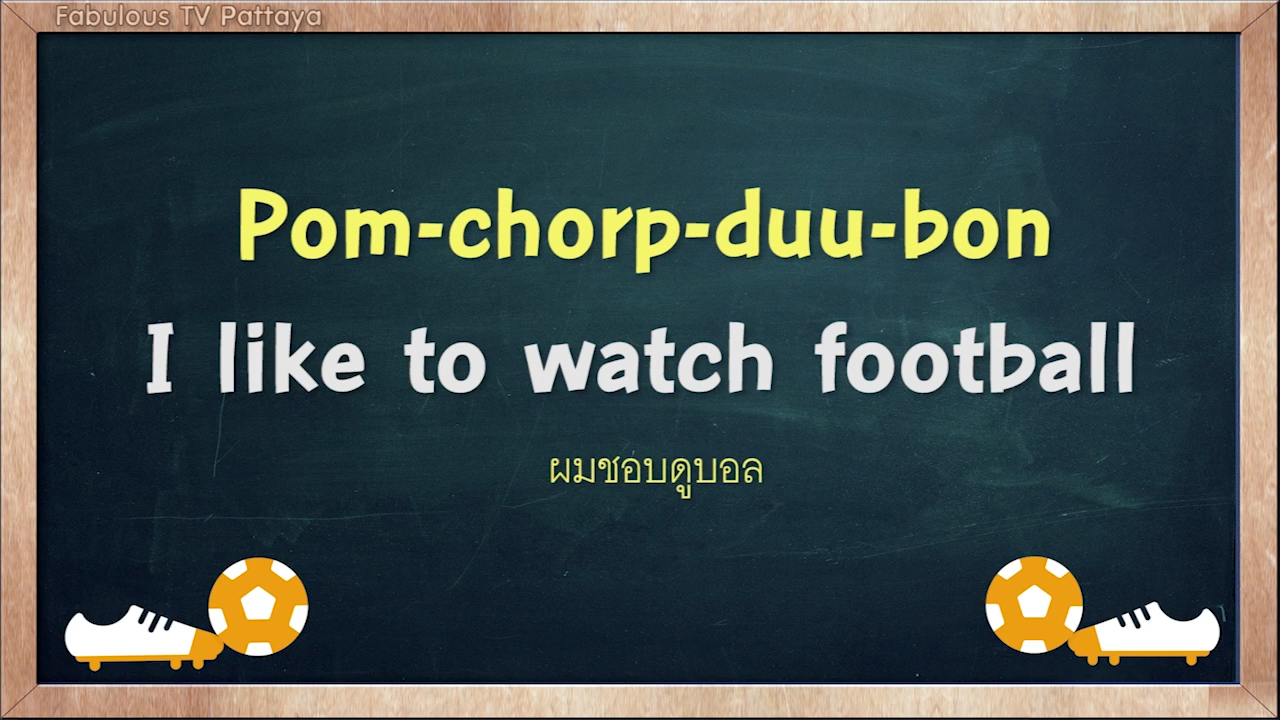 Fabulous TV Pattaya
Pom-chorp-duu-bon
I like to watch football
ผมชอบดูบอล